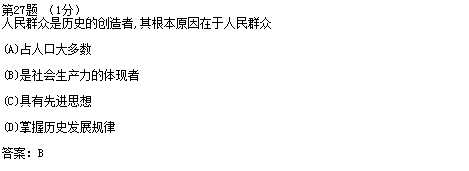 第27题 （1分）
人民群众是历史的创造者,其根本原因在于人民群众
(A)占人口大多数
(B)是社会生产力的体现者
(C)具有先进思想
(D)掌握历史发展规律
答案：B